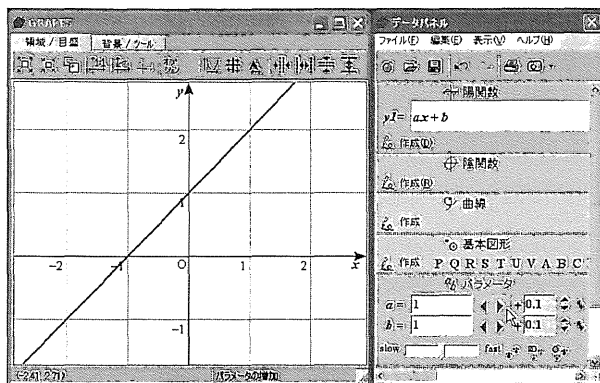 GRAPES
領域/目盛 背景/ツール
y
2
1
-2
-1
O
1
2
x
-1
(-2.41, 2.71)
パラメータの増加
データパネル
ファイル(F) 編集(E) 表示(V) ヘルプ(H)
陽関数
y1= ax+b
作成(D)
陰関数
作成(R)
曲線
作成
基本図形
作成 P Q R S T U V A B C
パラメータ
a= 1 + 0.1
b= 1 + 0.1
slow fast